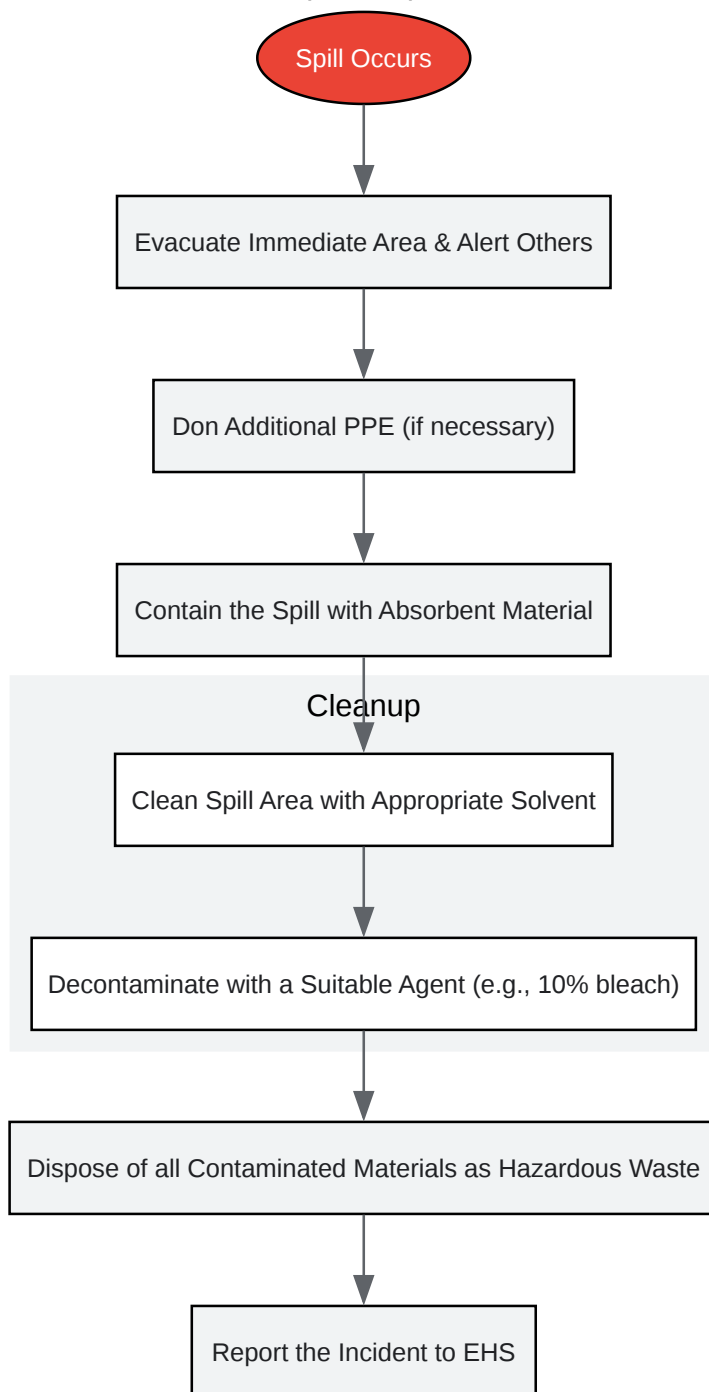 Spill Occurs
Evacuate Immediate Area & Alert Others
Don Additional PPE (if necessary)
Contain the Spill with Absorbent Material
Cleanup
Clean Spill Area with Appropriate Solvent
Decontaminate with a Suitable Agent (e.g., 10% bleach)
Dispose of all Contaminated Materials as Hazardous Waste
Report the Incident to EHS